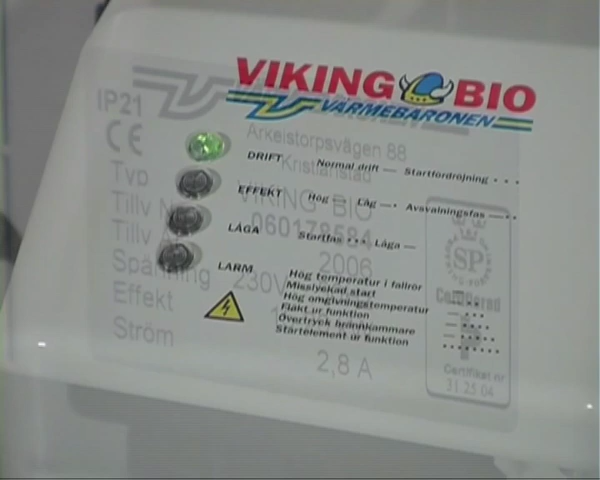 VIKING BIO
VÄRMEBARONEN
IP21
CE
Arkelstorpsvägen 88
Kristianstad
DRIFT Normal drift — Startfördröjning • • •
Typ
VIKING BIO
EFFEKT Hög — Låg —• Avsvalningsfas —••
Tillv
060178584
LÅGA Startfas ••• Låga —
Tillv
2006
LARM
Spänning 230V
Hög temperatur i fallrör
Misslyckad start
Hög omgivningstemperatur
Fläkt ur funktion
Övertryck brännkammare
Startelement ur funktion
Effekt
Ström 2,8 A
SP
Certifikat nr
31 25 04